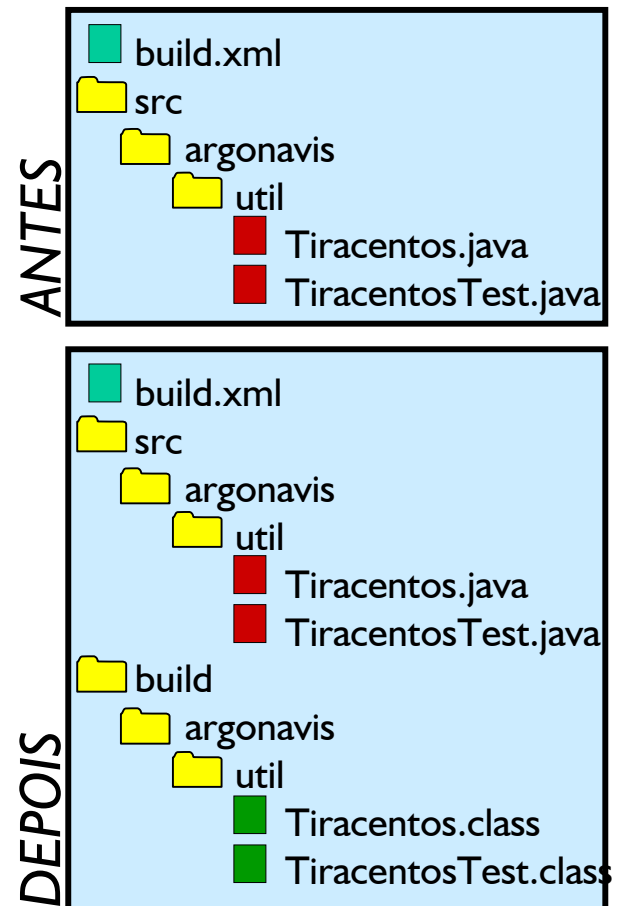 ANTES
build.xml
src
argonavis
util
Tiracentos.java
TiracentosTest.java
DEPOIS
build.xml
src
argonavis
util
Tiracentos.java
TiracentosTest.java
build
argonavis
util
Tiracentos.class
TiracentosTest.class